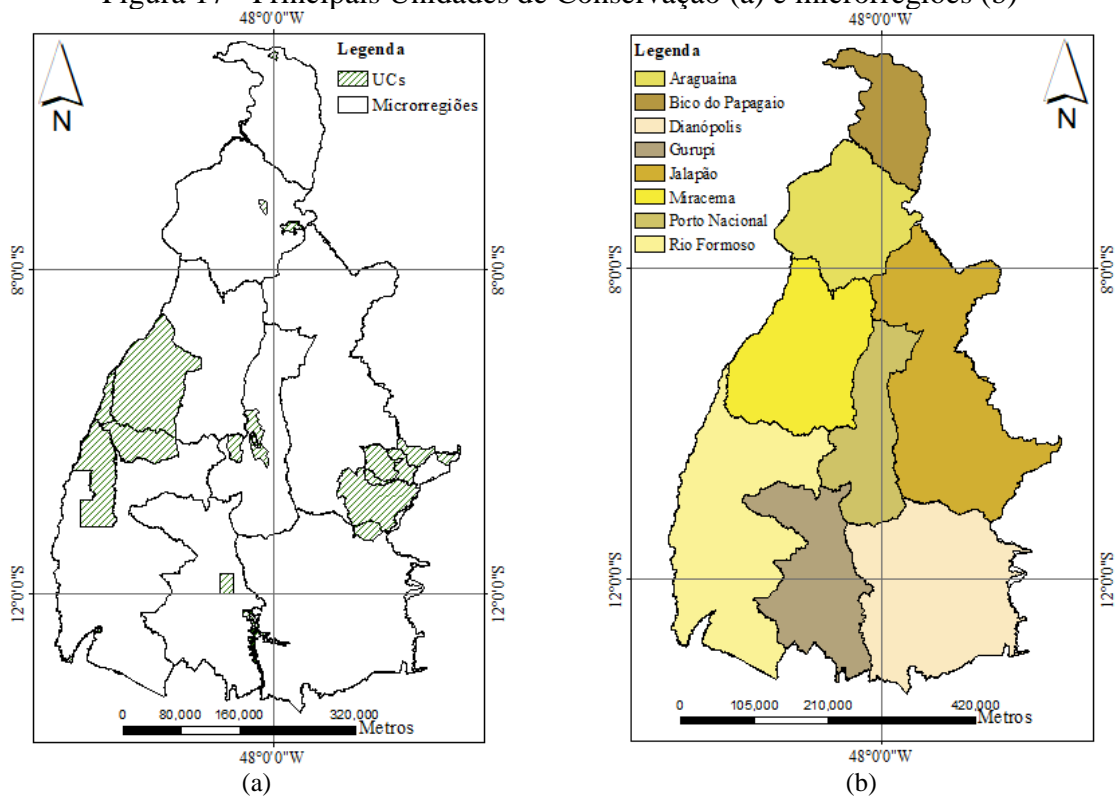 Figura 17 - Principais Unidades de Conservação (a) e microrregiões (b)
48°0'0"W
Legenda
UCs
Microrregiões
N
8°0'0"S
8°0'0"S
12°0'0"S
12°0'0"S
0 80,000 160,000 320,000
Metros
48°0'0"W
(a)
48°0'0"W
Legenda
Araguaina
Bico do Papagaio
Dianópolis
Gurupi
Jalapão
Miracema
Porto Nacional
Rio Formoso
N
8°0'0"S
8°0'0"S
12°0'0"S
12°0'0"S
0 105,000 210,000 420,000
Metros
48°0'0"W
(b)